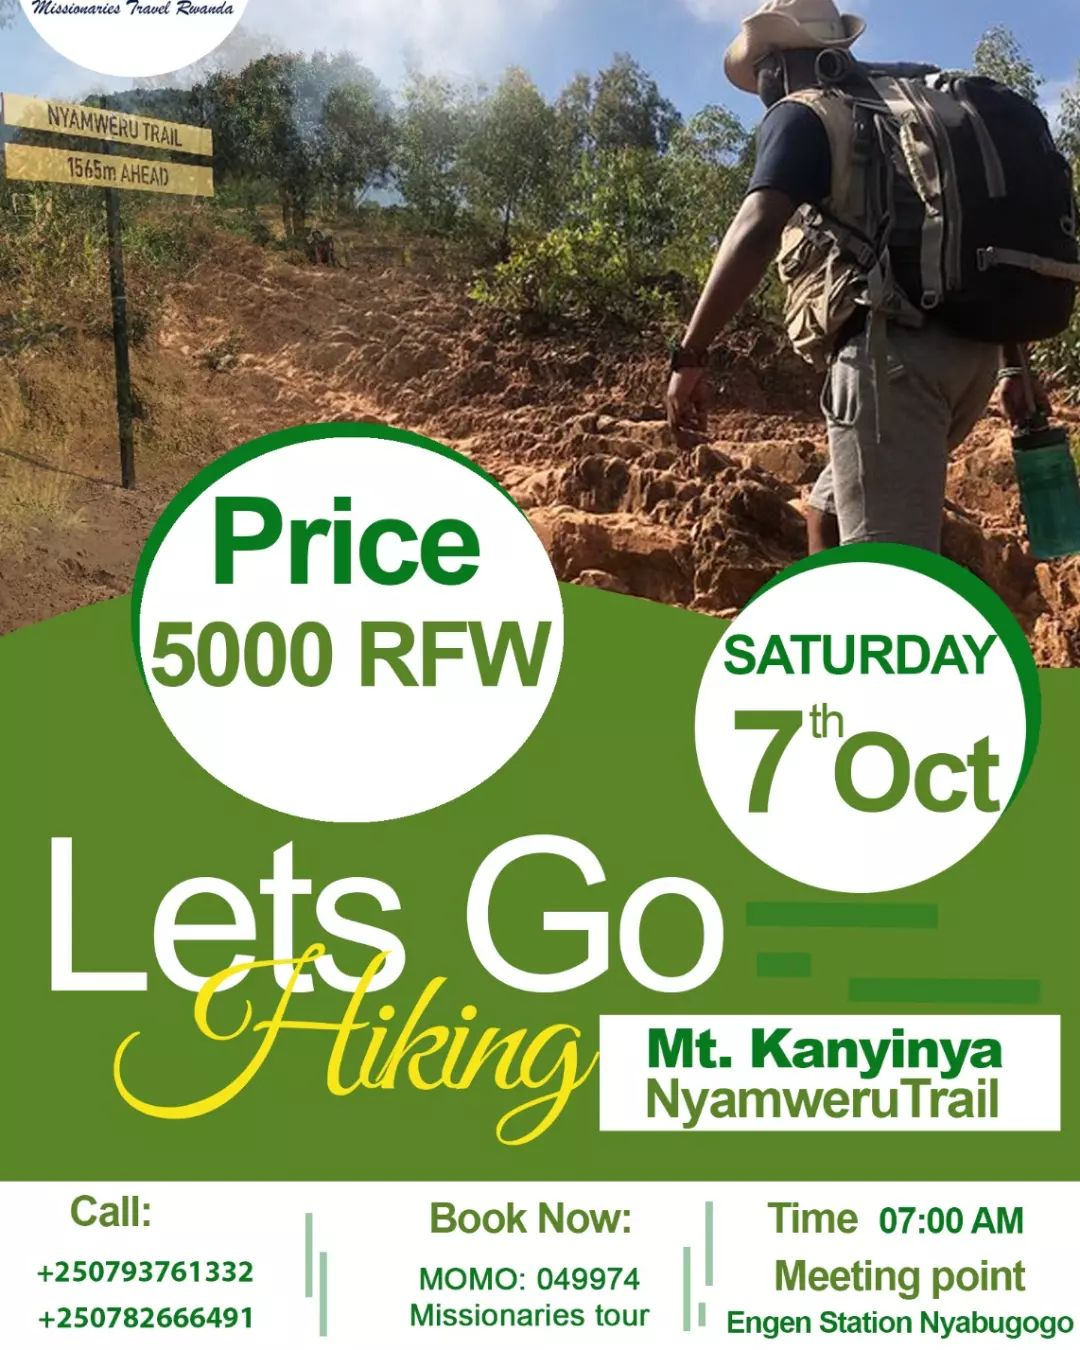 Missionaries Travel Rwanda
NYAMWERU TRAIL
1565m AHEAD
Price
5000 RFW
SATURDAY
7th Oct
Lets Go
Hiking
Mt. Kanyinya
NyamweruTrail
Call:
+250793761332
+250782666491
Book Now:
MOMO: 049974
Missionaries tour
Time 07:00 AM
Meeting point
Engen Station Nyabugogo